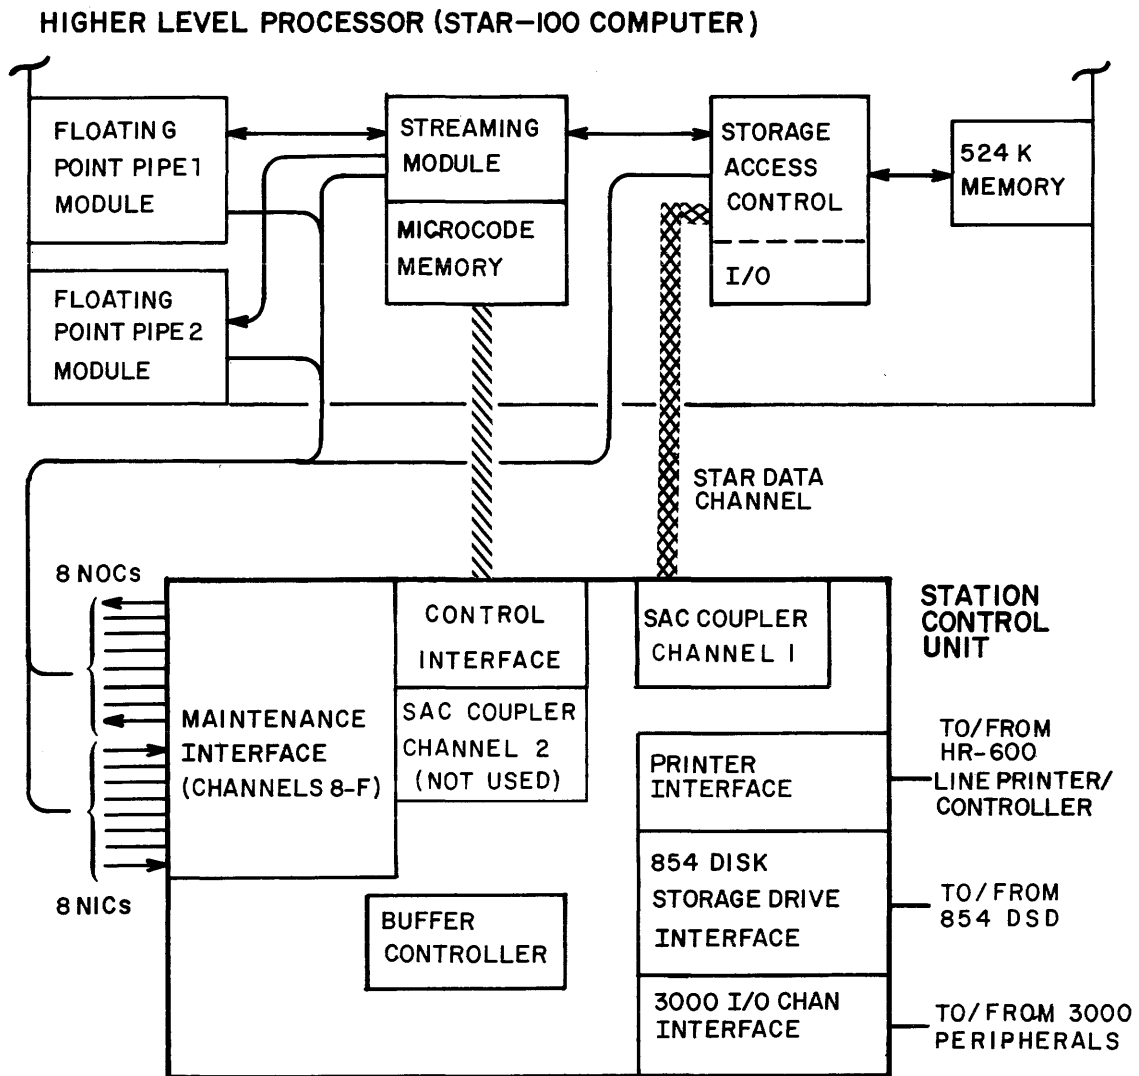 HIGHER LEVEL PROCESSOR (STAR-100 COMPUTER)
FLOATING
POINT PIPE 1
MODULE
STREAMING
MODULE
MICROCODE
MEMORY
STORAGE
ACCESS
CONTROL
I/O
524 K
MEMORY
FLOATING
POINT PIPE 2
MODULE
STAR DATA
CHANNEL
8 NOCs
8 NICs
MAINTENANCE
INTERFACE
(CHANNELS 8-F)
CONTROL
INTERFACE
SAC COUPLER
CHANNEL 2
(NOT USED)
SAC COUPLER
CHANNEL 1
STATION
CONTROL
UNIT
BUFFER
CONTROLLER
PRINTER
INTERFACE
TO/FROM
HR-600
LINE PRINTER/
CONTROLLER
854 DISK
STORAGE DRIVE
INTERFACE
TO/FROM
854 DSD
3000 I/O CHAN
INTERFACE
TO/FROM 3000
PERIPHERALS